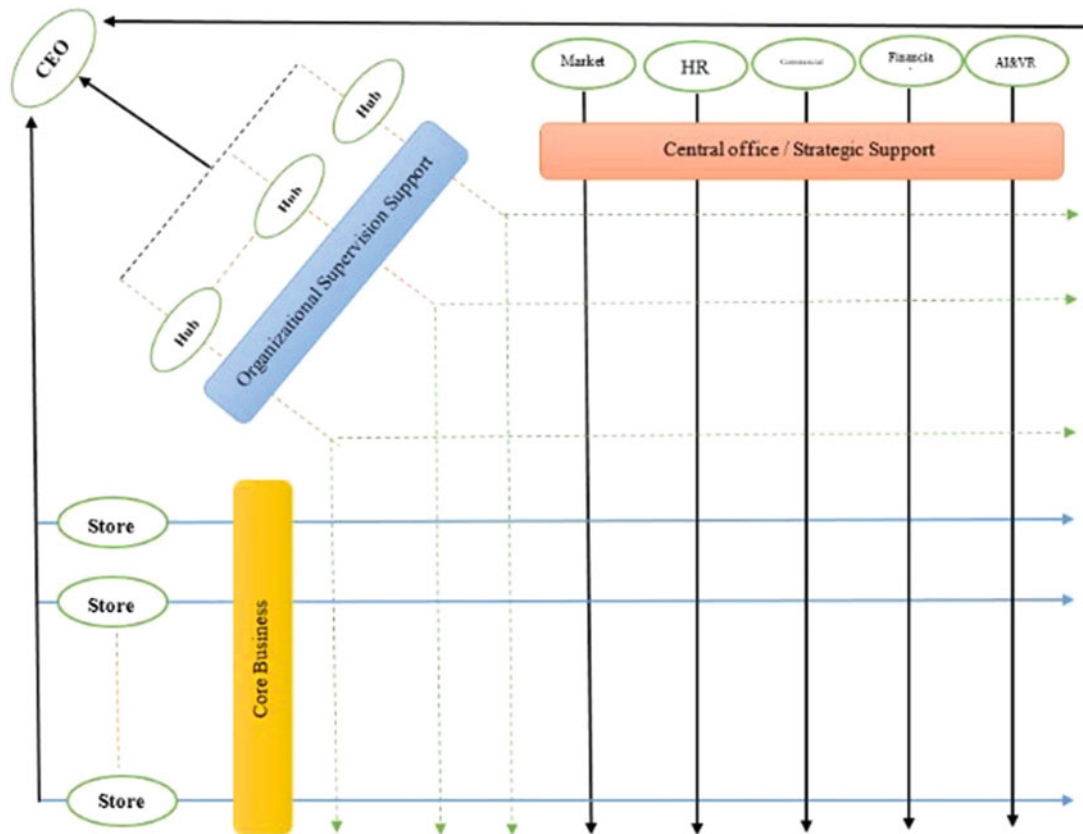 CEO
Market
HR
Commercial
Financia
AI&VR
Hub
Central office / Strategic Support
Hub
Organizational Supervision Support
Hub
Store
Store
Core Business
Store